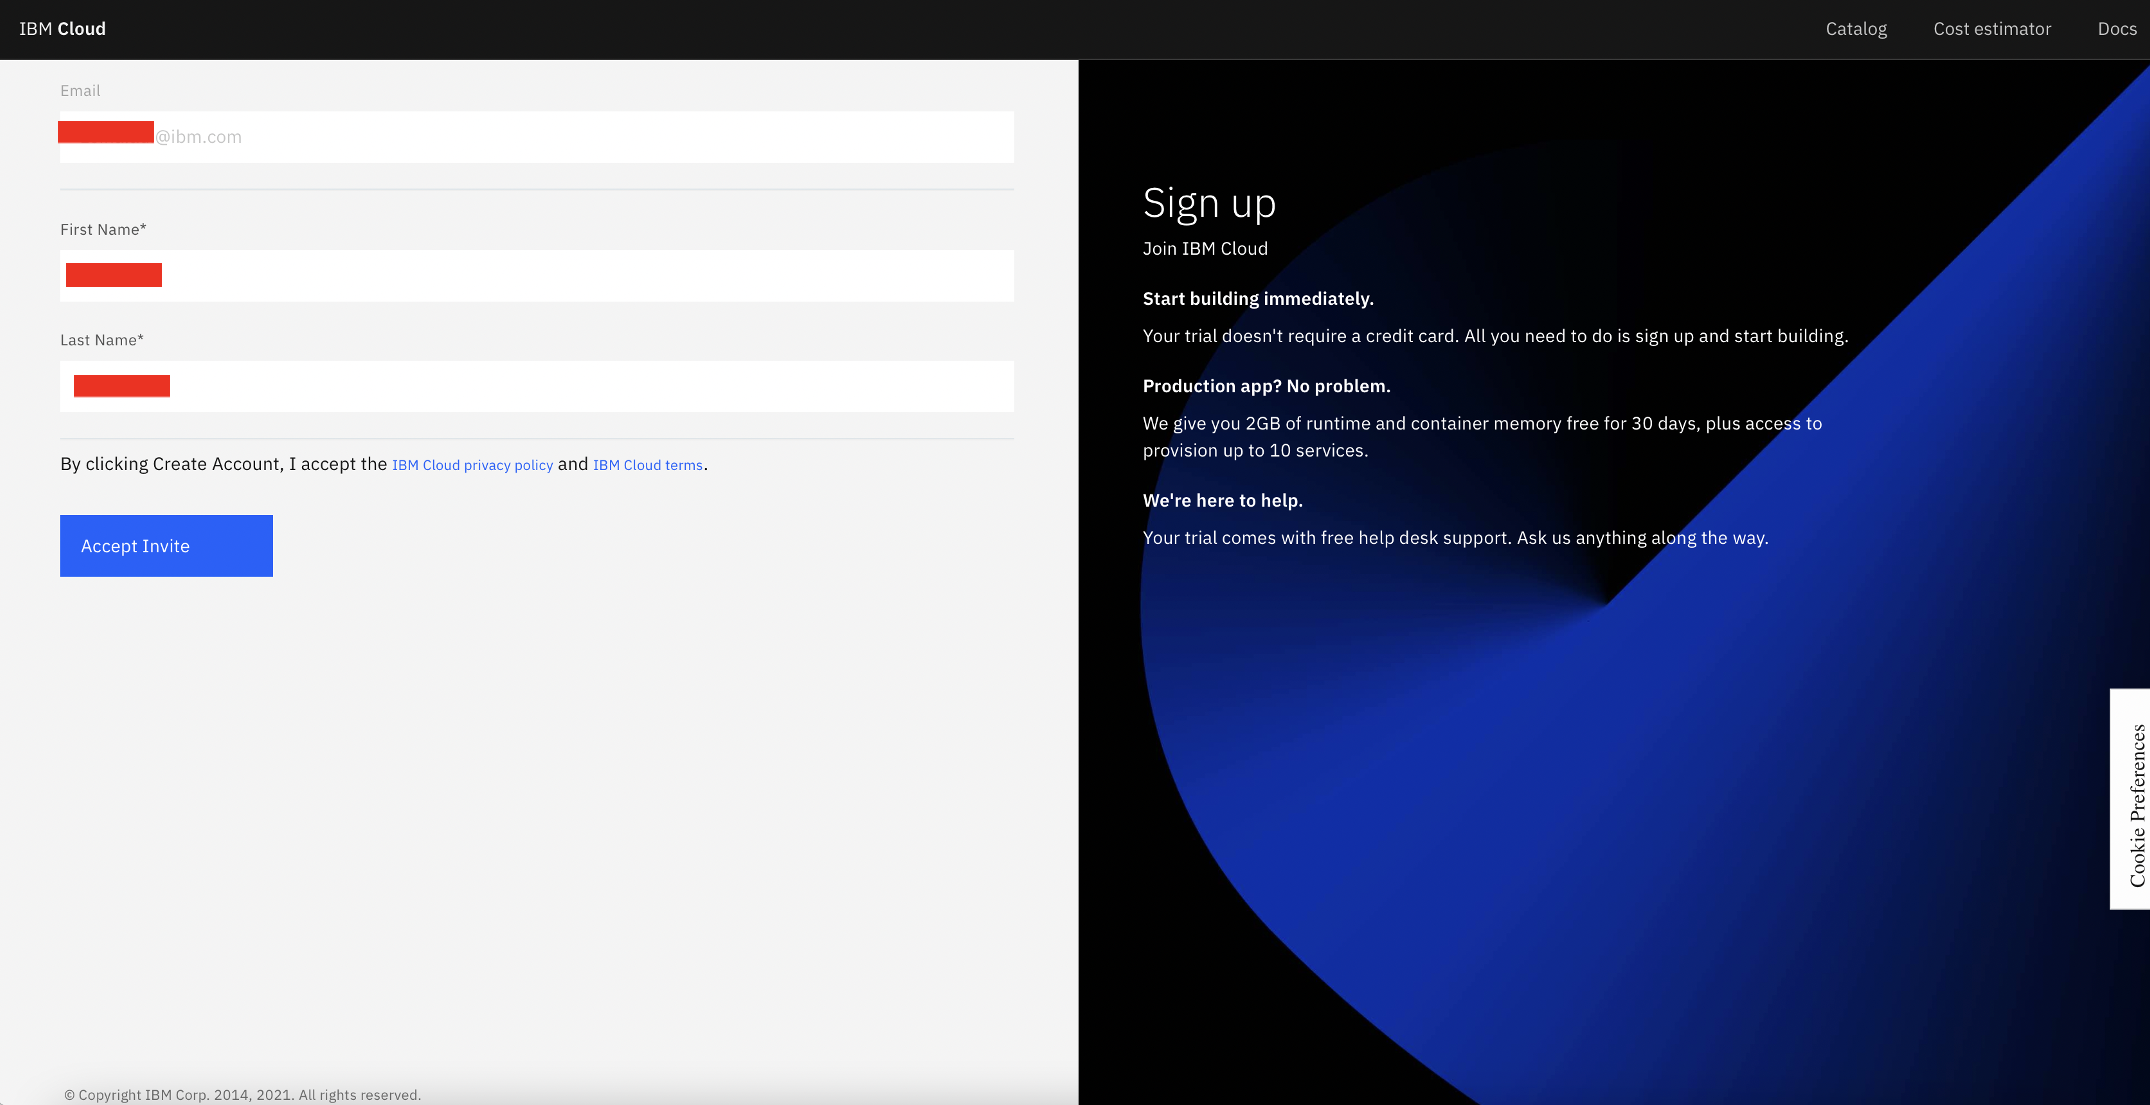 IBM Cloud
Catalog
Cost estimator
Docs
Email
@ibm.com
First Name*
Last Name*
By clicking Create Account, I accept the IBM Cloud privacy policy and IBM Cloud terms.
Accept Invite
© Copyright IBM Corp. 2014, 2021. All rights reserved.
Sign up
Join IBM Cloud
Start building immediately.
Your trial doesn't require a credit card. All you need to do is sign up and start building.
Production app? No problem.
We give you 2GB of runtime and container memory free for 30 days, plus access to
provision up to 10 services.
We're here to help.
Your trial comes with free help desk support. Ask us anything along the way.
Cookie Preferences